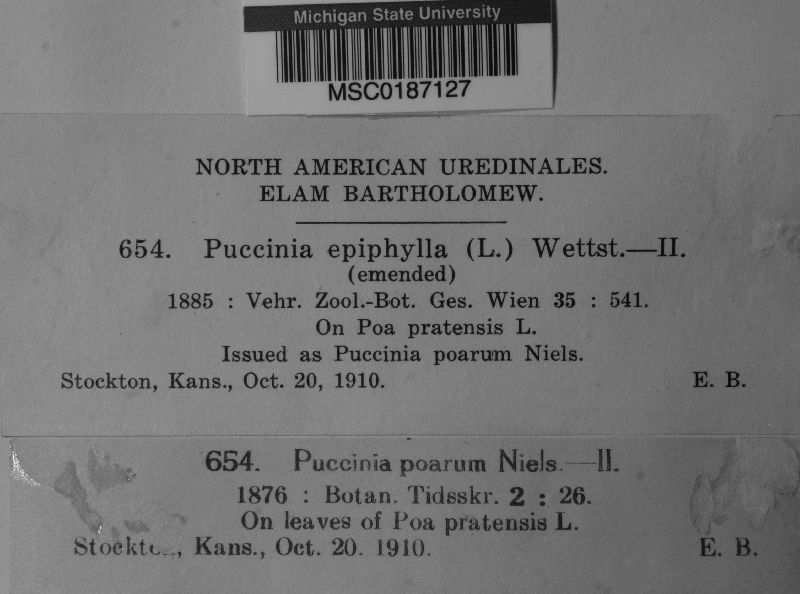 Michigan State University
MSC0187127
NORTH AMERICAN UREDINALES.
ELAM BARTHOLOMEW.
654. Puccinia epiphylla (L.) Wettst.—II.
(emended)
1885 : Vehr. Zool.-Bot. Ges. Wien 35 : 541.
On Poa pratensis L.
Issued as Puccinia poarum Niels.
Stockton, Kans., Oct. 20, 1910. E. B.
654. Puccinia poarum Niels.—II.
1876 : Botan. Tidsskr. 2 : 26.
On leaves of Poa pratensis L.
Kans., Oct. 20. 1910. E. B.